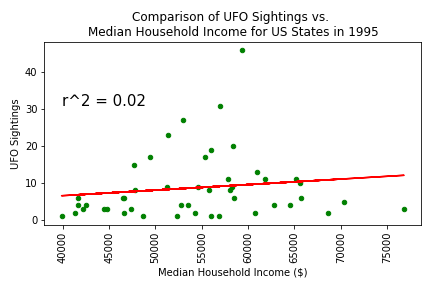 Comparison of UFO Sightings vs.
Median Household Income for US States in 1995
UFO Sightings
40
30
20
10
0
r^2 = 0.02
40000
45000
50000
55000
60000
65000
70000
75000
Median Household Income ($)